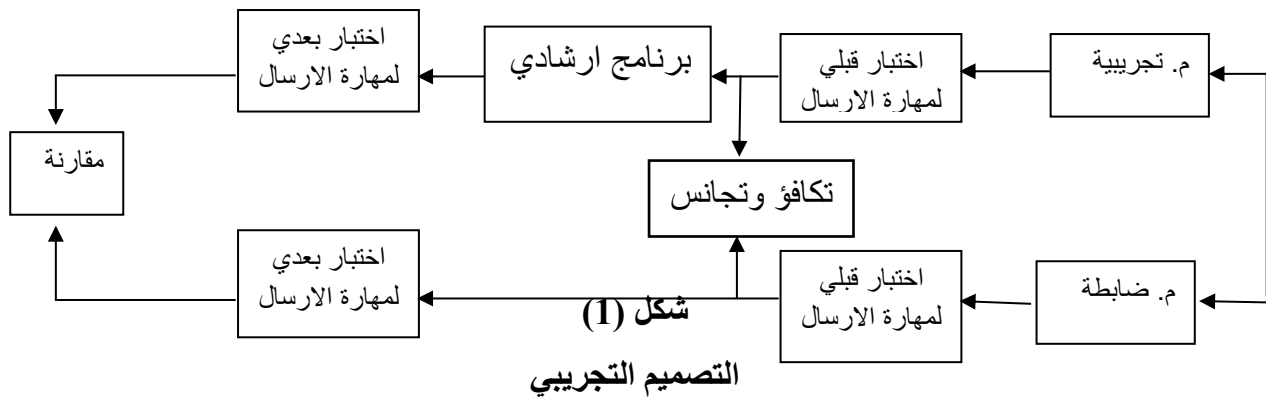 م. تجريبية
اختبار قبلي
لمهارة الارسال
برنامج ارشادي
اختبار بعدي
لمهارة الارسال
مقارنة
تكافؤ وتجانس
م. ضابطة
اختبار قبلي
لمهارة الارسال
اختبار بعدي
لمهارة الارسال
شكل (1)
التصميم التجريبي